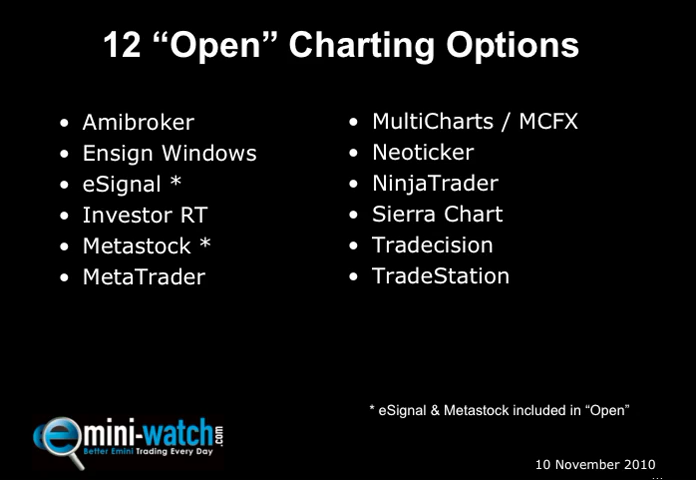 12 “Open” Charting Options
• Amibroker
• Ensign Windows
• eSignal *
• Investor RT
• Metastock *
• MetaTrader
• MultiCharts / MCFX
• Neoticker
• NinjaTrader
• Sierra Chart
• Tradecision
• TradeStation
* eSignal & Metastock included in “Open”
emini-watch.com
Better Emini Trading Every Day
10 November 2010